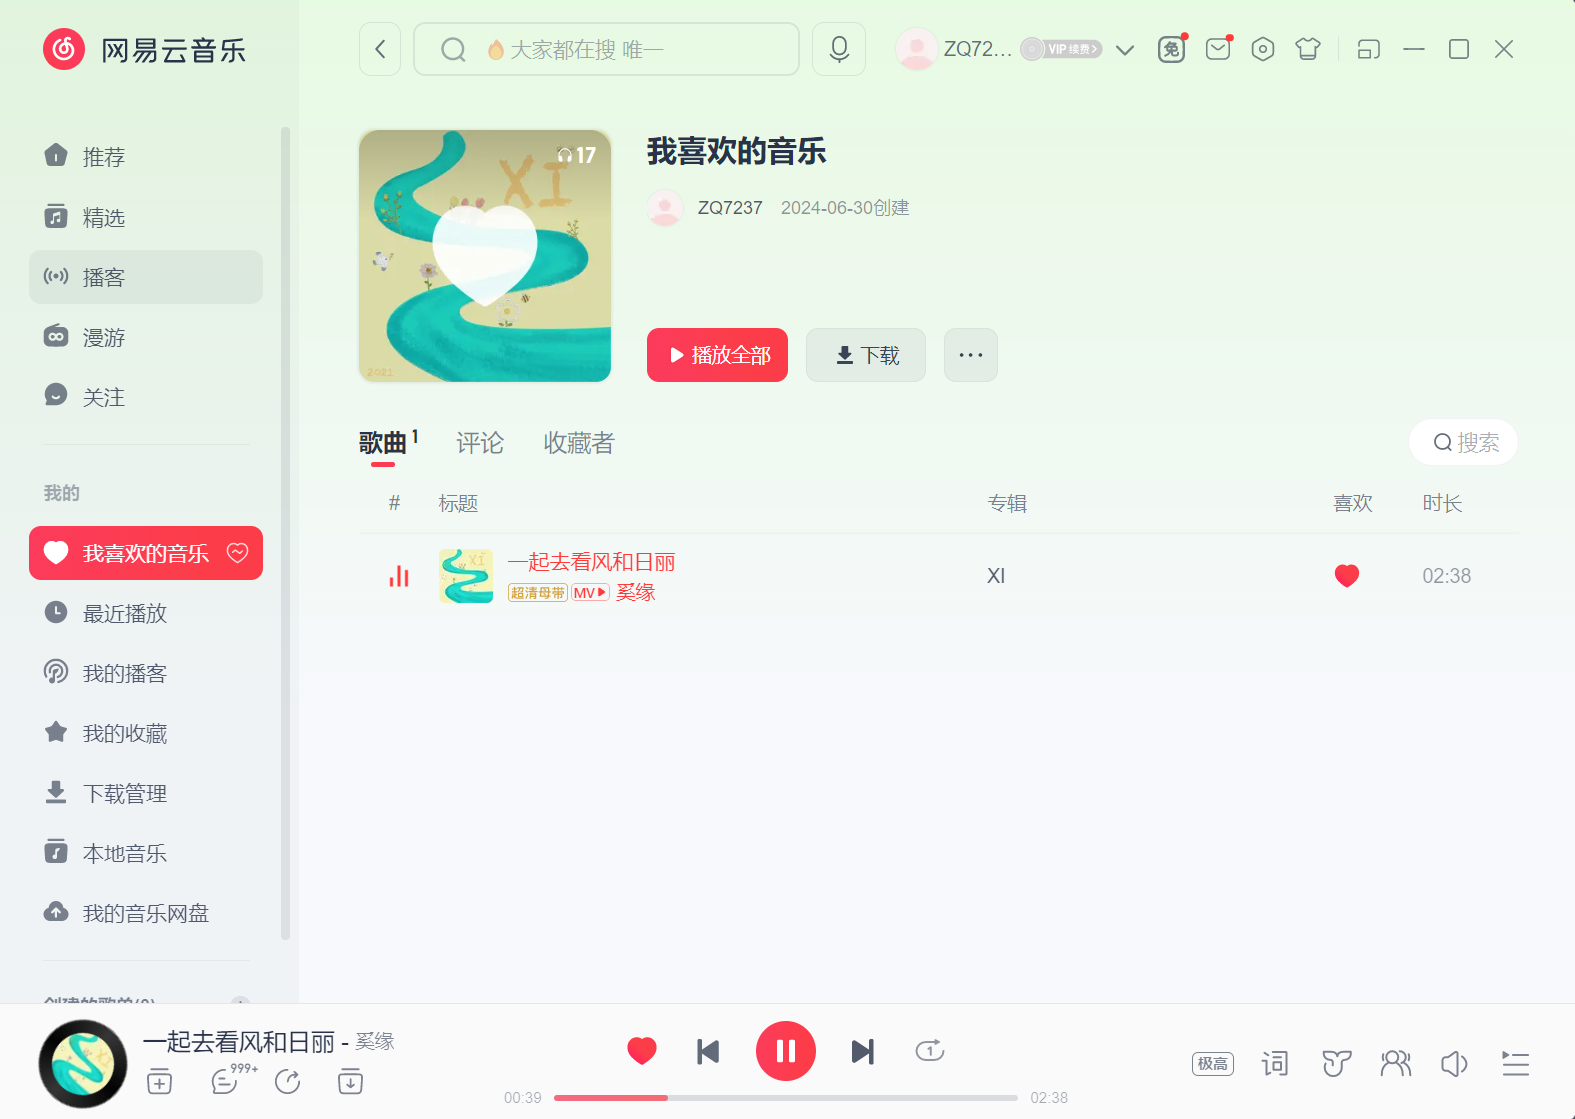 网易云音乐
大家都在搜 唯一
ZQ72...
VIP 续费
免
推荐
精选
播客
漫游
关注
我的
我喜欢的音乐
最近播放
我的播客
我的收藏
下载管理
本地音乐
我的音乐网盘
17
XI
2021
我喜欢的音乐
ZQ7237 2024-06-30创建
播放全部
下载
歌曲 1 评论 收藏者
搜索
# 标题 专辑 喜欢 时长
一起去看风和日丽
超清母带 MV 奚缘
XI
02:38
一起去看风和日丽 - 奚缘
999+
1
00:39
02:38
极高
词